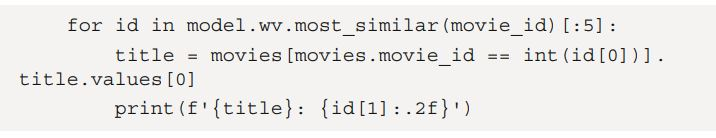 for id in model.wv.most_similar(movie_id)[:5]:
title = movies[movies.movie_id == int(id[0])].
title.values[0]
print(f'{title}: {id[1]:.2f}')